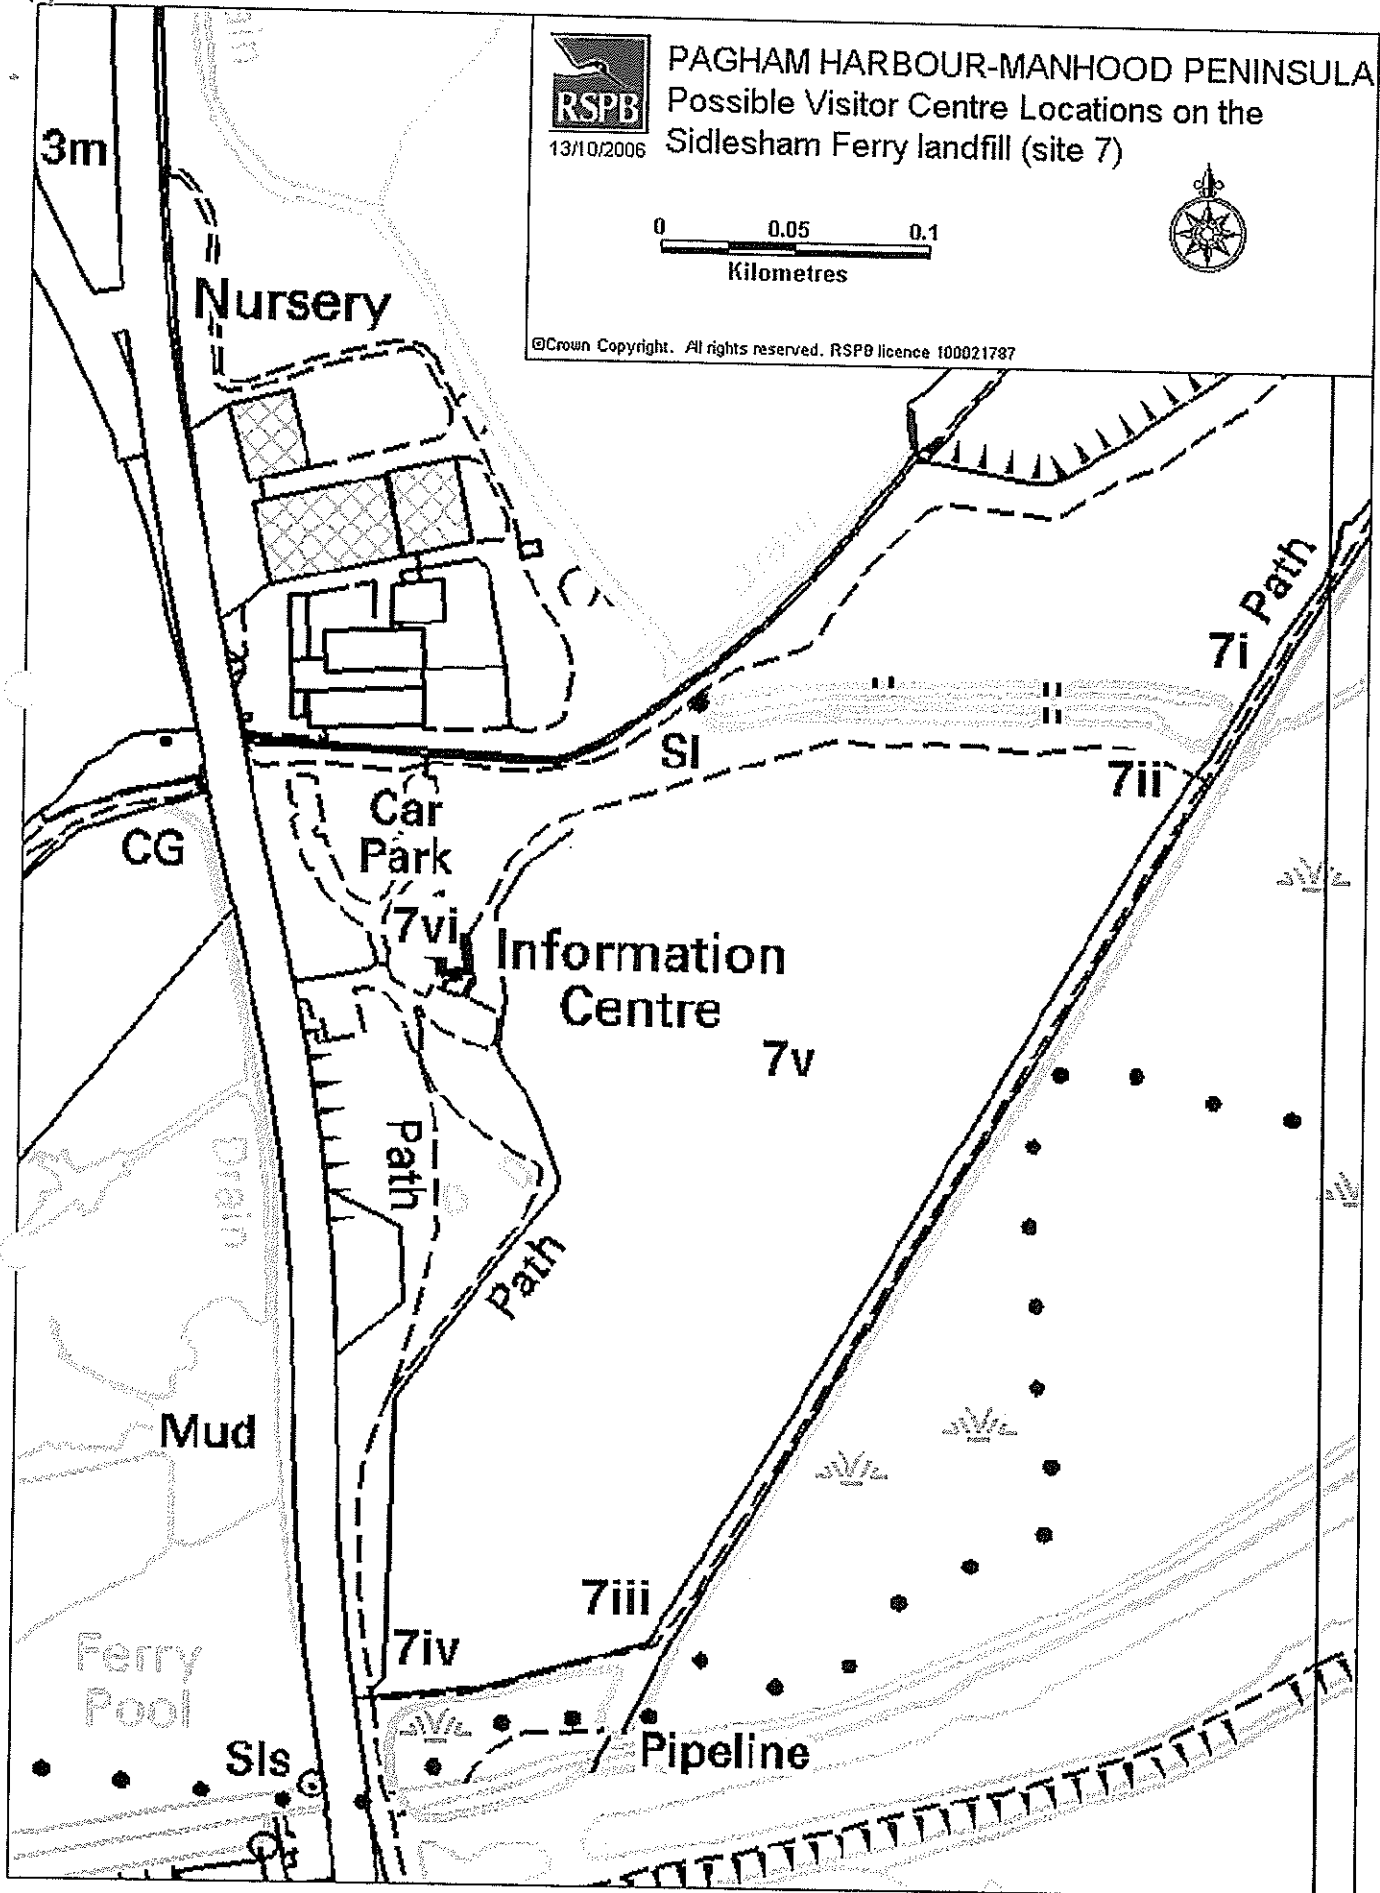 PAGHAM HARBOUR-MANHOOD PENINSULA
Possible Visitor Centre Locations on the
Sidlesham Ferry landfill (site 7)
RSPB
13/10/2006
0 0.05 0.1
Kilometres
©Crown Copyright. All rights reserved. RSPB licence 100021787
3m
Nursery
Drain
Path
7i
SI
7ii
Car
Park
CG
7vi
Information
Centre
7v
Drain
Path
Path
Mud
7iii
7iv
Ferry
Pool
Sls
Pipeline